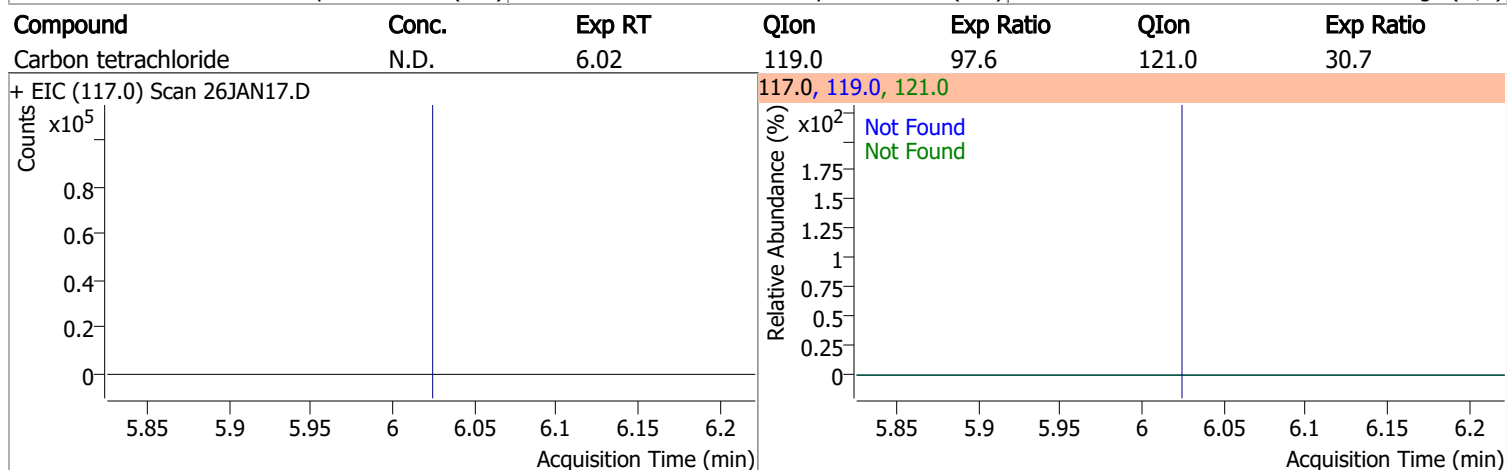 Compound Conc. Exp RT QIon Exp Ratio QIon Exp Ratio
Carbon tetrachloride N.D. 6.02 119.0 97.6 121.0 30.7
+ EIC (117.0) Scan 26JAN17.D
Counts
x10⁵
0.8
0.6
0.4
0.2
0
5.85 5.9 5.95 6 6.05 6.1 6.15 6.2
Acquisition Time (min)
117.0, 119.0, 121.0
Relative Abundance (%)
x10²
Not Found
Not Found
1.75
1.5
1.25
1
0.75
0.5
0.25
0
5.85 5.9 5.95 6 6.05 6.1 6.15 6.2
Acquisition Time (min)